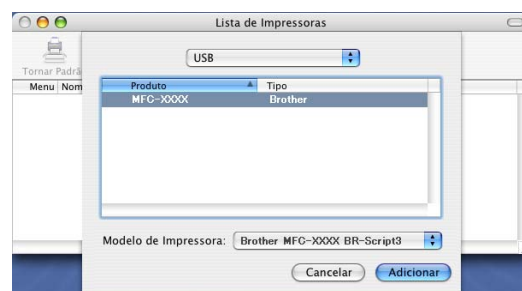 Lista de Impressoras
USB
Tornar Padrã
Menu Nom
Produto Tipo
MFC-XXXX Brother
Modelo de Impressora: Brother MFC-XXXX BR-Script3
Cancelar Adicionar